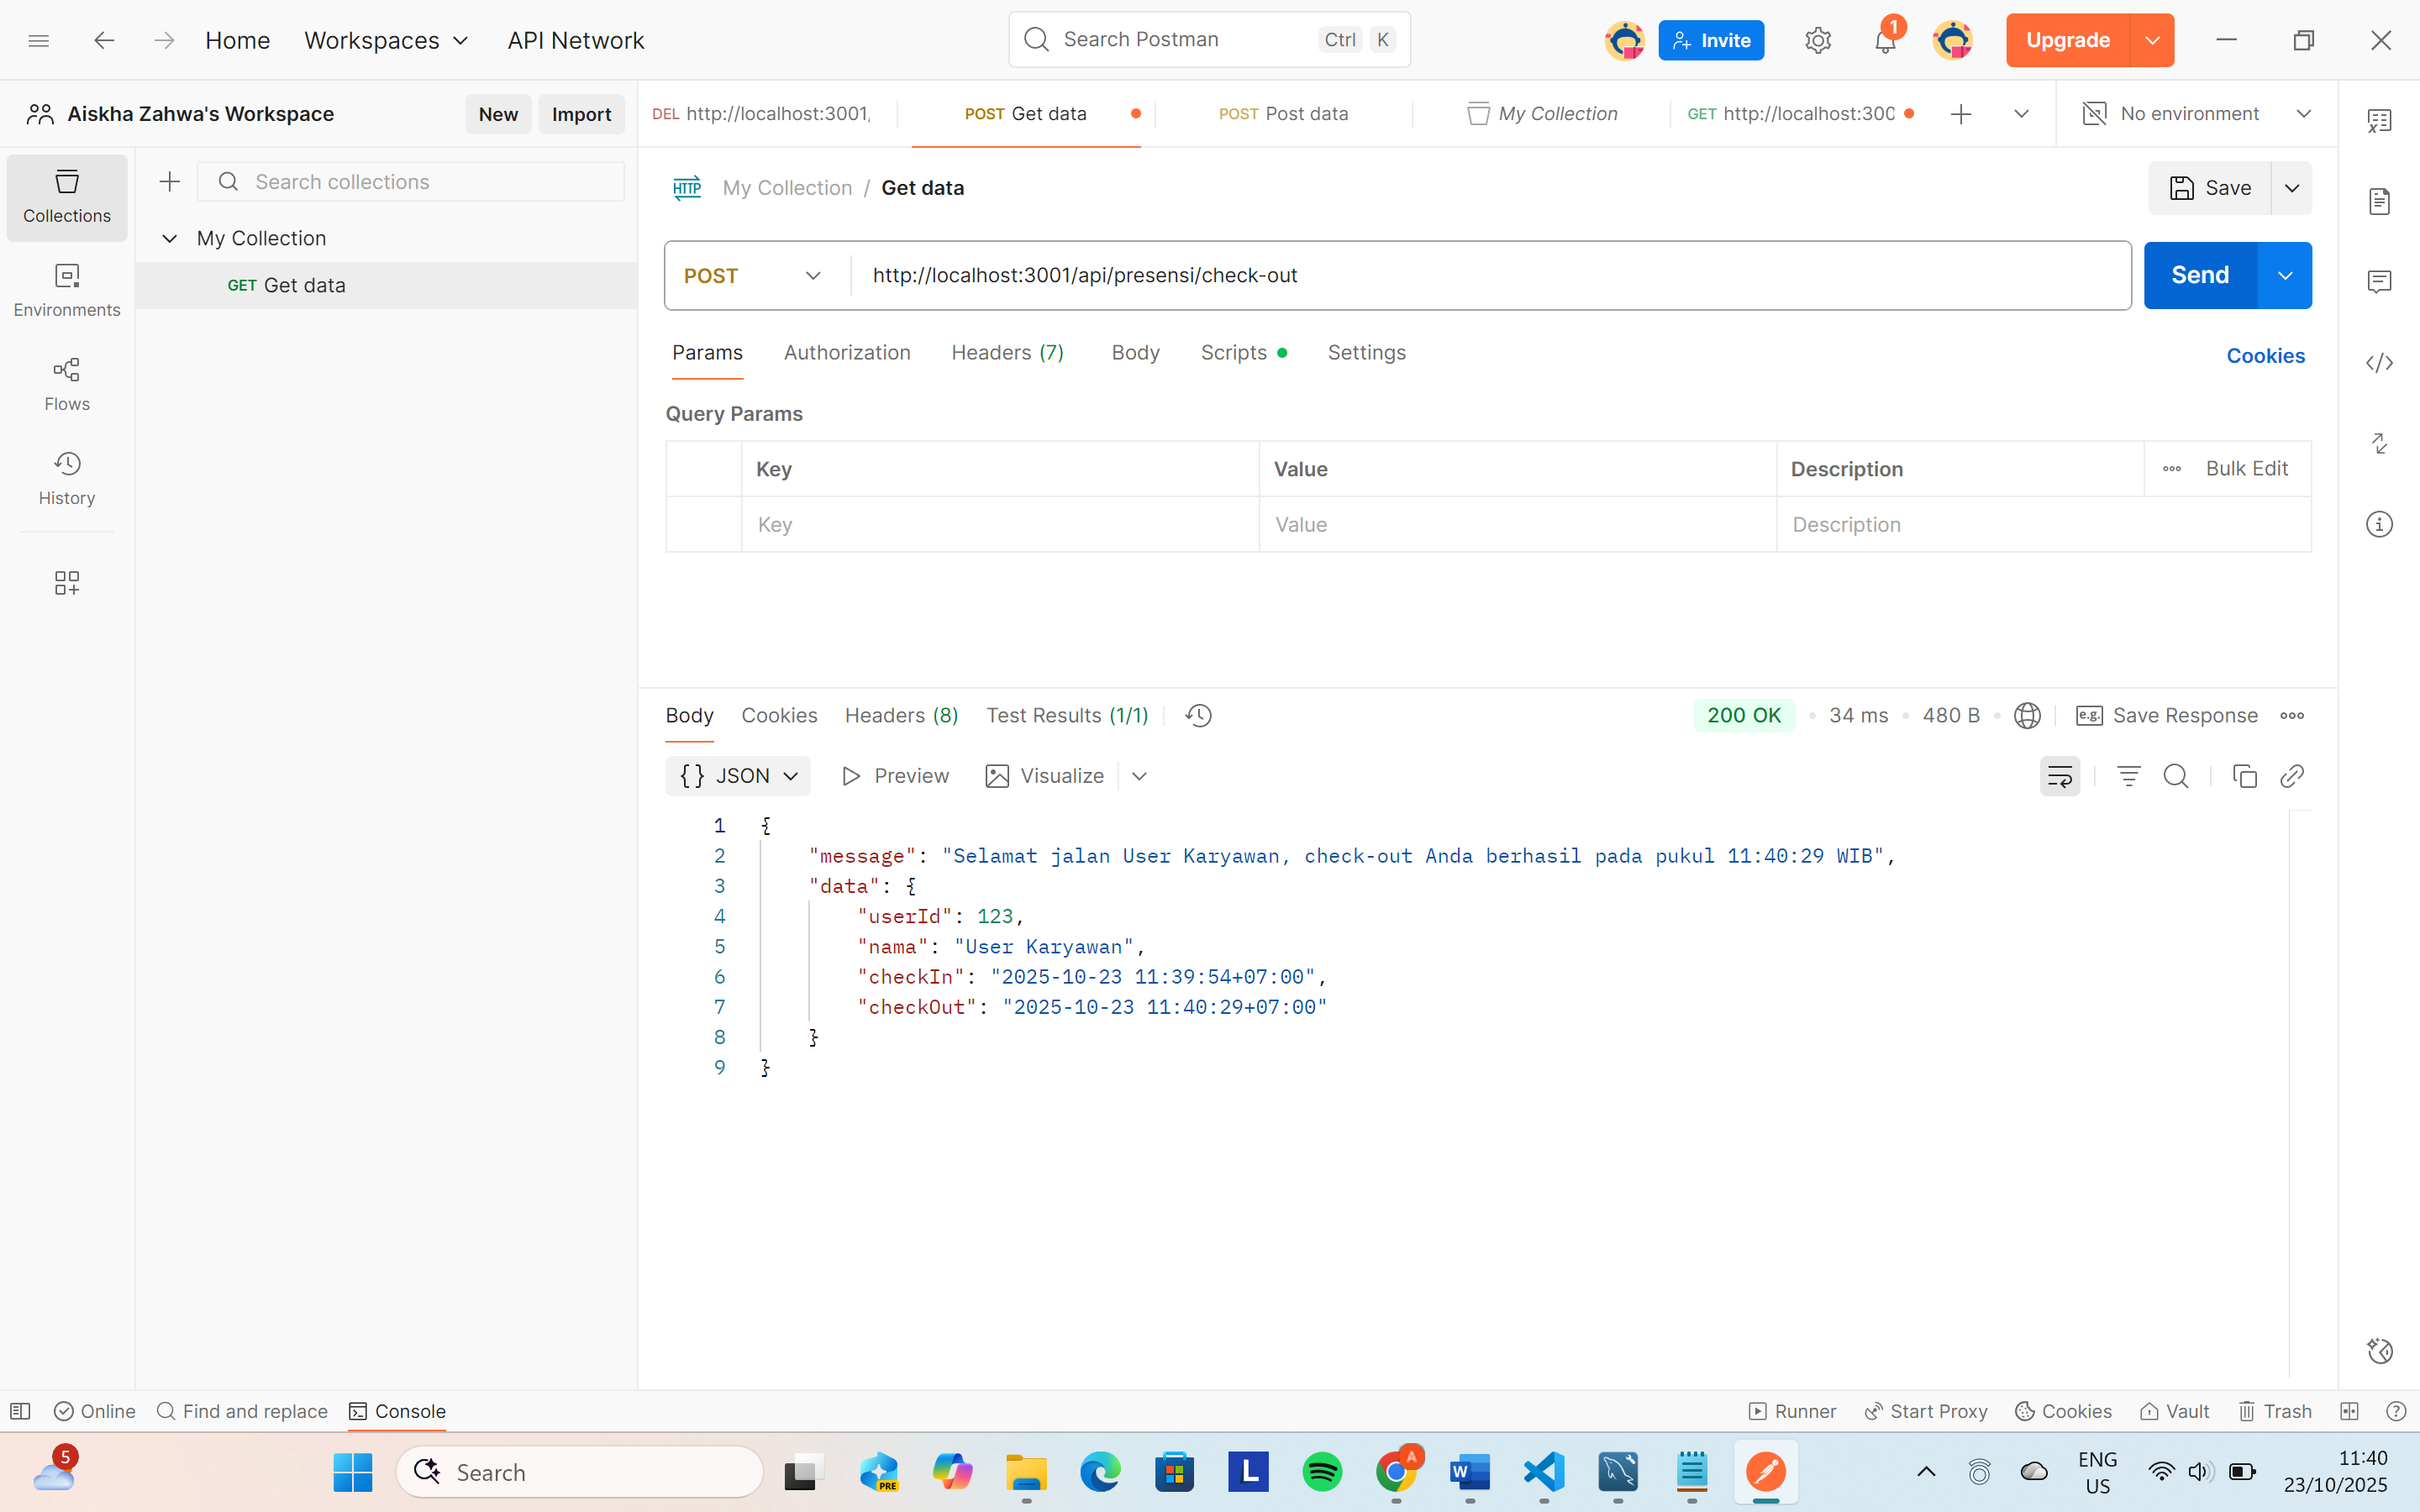 Home
Workspaces
API Network
Search Postman
Ctrl K
Invite
1
Upgrade
Aiskha Zahwa's Workspace
New
Import
DEL http://localhost:3001,
POST Get data
POST Post data
My Collection
GET http://localhost:300
No environment
Collections
Environments
Flows
History
Search collections
My Collection
GET Get data
HTTP
My Collection / Get data
Save
POST
http://localhost:3001/api/presensi/check-out
Send
Params
Authorization
Headers (7)
Body
Scripts
Settings
Cookies
Query Params
Key
Value
Description
Bulk Edit
Key
Value
Description
Body
Cookies
Headers (8)
Test Results (1/1)
200 OK
34 ms
480 B
e.g.
Save Response
{} JSON
Preview
Visualize
1 {
2 "message": "Selamat jalan User Karyawan, check-out Anda berhasil pada pukul 11:40:29 WIB",
3 "data": {
4 "userId": 123,
5 "nama": "User Karyawan",
6 "checkIn": "2025-10-23 11:39:54+07:00",
7 "checkOut": "2025-10-23 11:40:29+07:00"
8 }
9 }
Online
Find and replace
Console
Runner
Start Proxy
Cookies
Vault
Trash
5
Search
PRE
L
A
W
ENG
US
11:40
23/10/2025